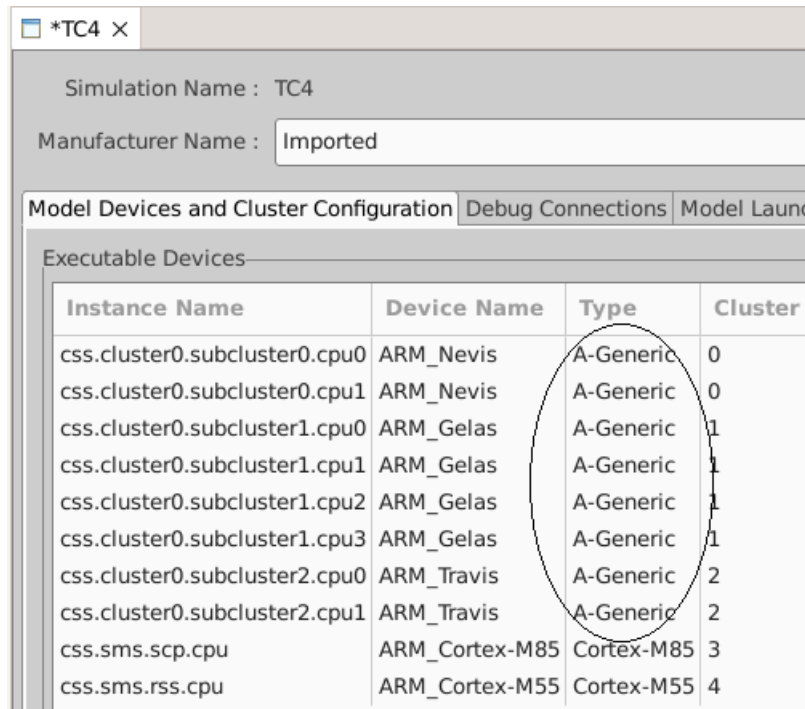 *TC4
Simulation Name : TC4
Manufacturer Name : Imported
Model Devices and Cluster Configuration Debug Connections Model Laun
Executable Devices
Instance Name Device Name Type Cluster
css.cluster0.subcluster0.cpu0 ARM_Nevis A-Generic 0
css.cluster0.subcluster0.cpu1 ARM_Nevis A-Generic 0
css.cluster0.subcluster1.cpu0 ARM_Gelas A-Generic 1
css.cluster0.subcluster1.cpu1 ARM_Gelas A-Generic 1
css.cluster0.subcluster1.cpu2 ARM_Gelas A-Generic 1
css.cluster0.subcluster1.cpu3 ARM_Gelas A-Generic 1
css.cluster0.subcluster2.cpu0 ARM_Travis A-Generic 2
css.cluster0.subcluster2.cpu1 ARM_Travis A-Generic 2
css.sms.scp.cpu ARM_Cortex-M85 Cortex-M85 3
css.sms.rss.cpu ARM_Cortex-M55 Cortex-M55 4